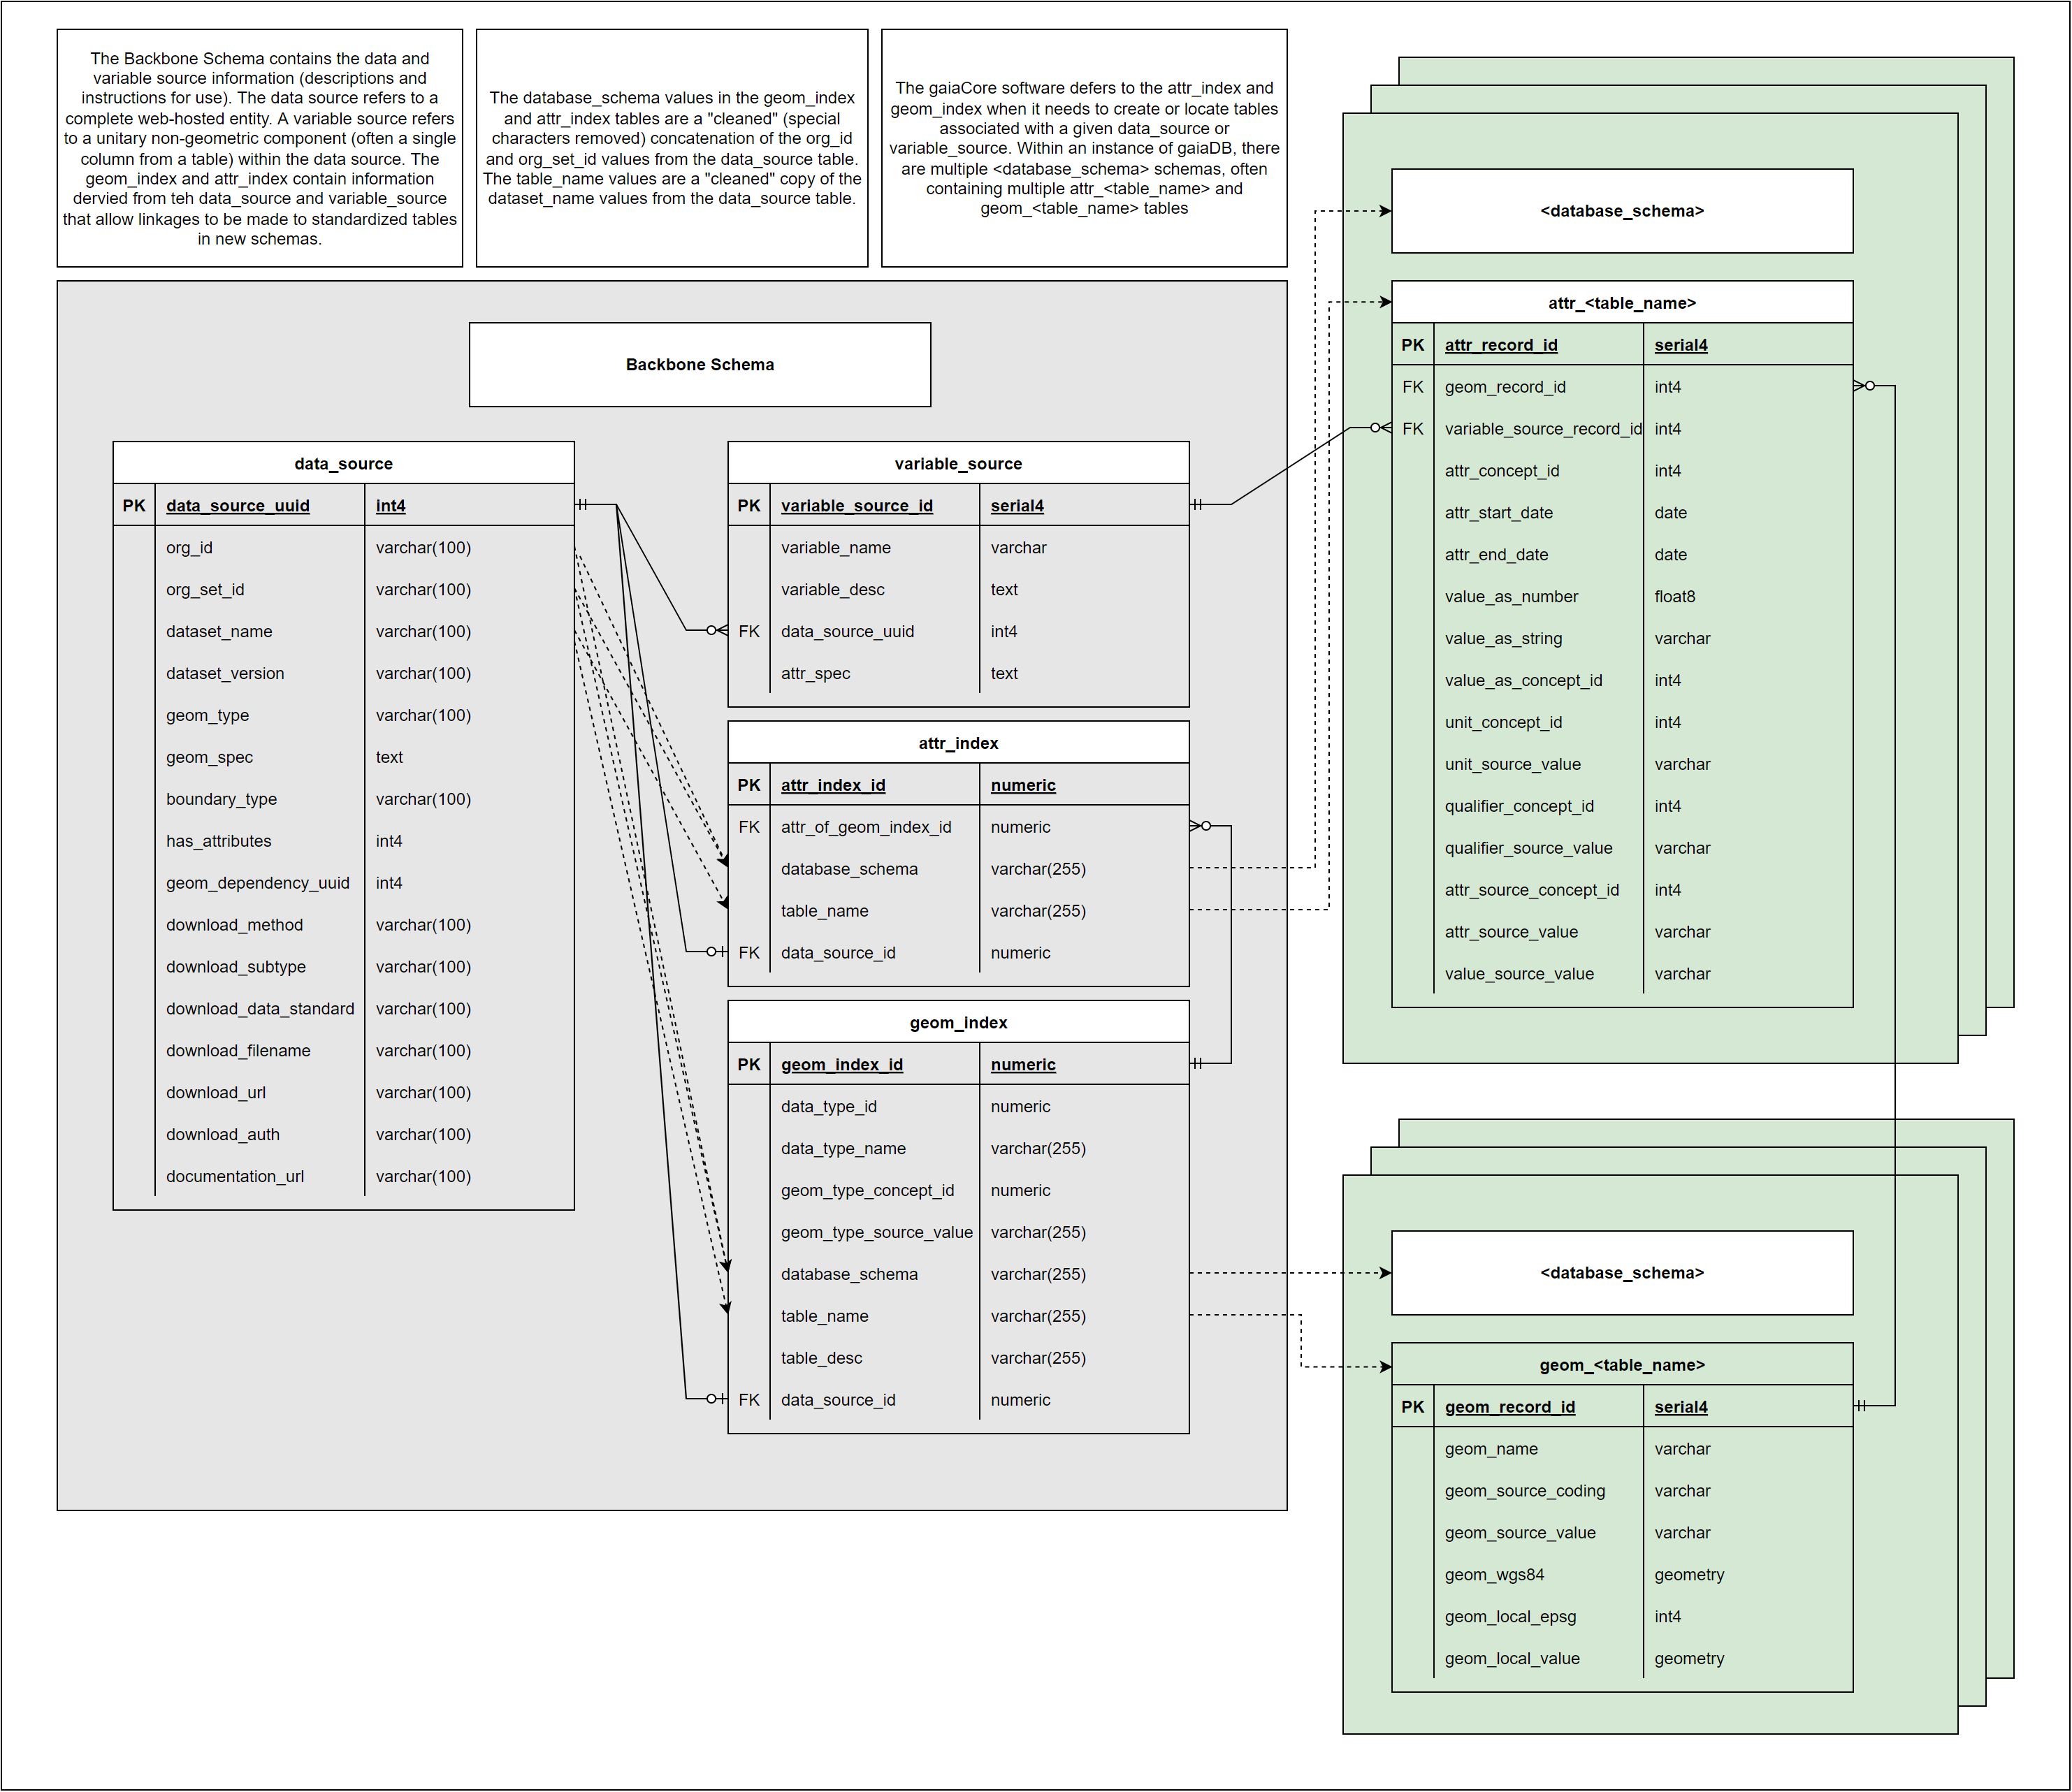 The Backbone Schema contains the data and
variable source information (descriptions and
instructions for use). The data source refers to a
complete web-hosted entity. A variable source refers
to a unitary non-geometric component (often a single
column from a table) within the data source. The
geom_index and attr_index contain information
dervied from teh data_source and variable_source
that allow linkages to be made to standardized tables
in new schemas.
The database_schema values in the geom_index
and attr_index tables are a "cleaned" (special
characters removed) concatenation of the org_id
and org_set_id values from the data_source table.
The table_name values are a "cleaned" copy of the
dataset_name values from the data_source table.
The gaiaCore software defers to the attr_index and
geom_index when it needs to create or locate tables
associated with a given data_source or
variable_source. Within an instance of gaiaDB, there
are multiple <database_schema> schemas, often
containing multiple attr_<table_name> and
geom_<table_name> tables
Backbone Schema
data_source
PK data_source_uuid int4
org_id varchar(100)
org_set_id varchar(100)
dataset_name varchar(100)
dataset_version varchar(100)
geom_type varchar(100)
geom_spec text
boundary_type varchar(100)
has_attributes int4
geom_dependency_uuid int4
download_method varchar(100)
download_subtype varchar(100)
download_data_standard varchar(100)
download_filename varchar(100)
download_url varchar(100)
download_auth varchar(100)
documentation_url varchar(100)
variable_source
PK variable_source_id serial4
variable_name varchar
variable_desc text
FK data_source_uuid int4
attr_spec text
attr_index
PK attr_index_id numeric
FK attr_of_geom_index_id numeric
database_schema varchar(255)
table_name varchar(255)
FK data_source_id numeric
geom_index
PK geom_index_id numeric
data_type_id numeric
data_type_name varchar(255)
geom_type_concept_id numeric
geom_type_source_value varchar(255)
database_schema varchar(255)
table_name varchar(255)
table_desc varchar(255)
FK data_source_id numeric
<database_schema>
attr_<table_name>
PK attr_record_id serial4
FK geom_record_id int4
FK variable_source_record_id int4
attr_concept_id int4
attr_start_date date
attr_end_date date
value_as_number float8
value_as_string varchar
value_as_concept_id int4
unit_concept_id int4
unit_source_value varchar
qualifier_concept_id int4
qualifier_source_value varchar
attr_source_concept_id int4
attr_source_value varchar
value_source_value varchar
<database_schema>
geom_<table_name>
PK geom_record_id serial4
geom_name varchar
geom_source_coding varchar
geom_source_value varchar
geom_wgs84 geometry
geom_local_epsg int4
geom_local_value geometry